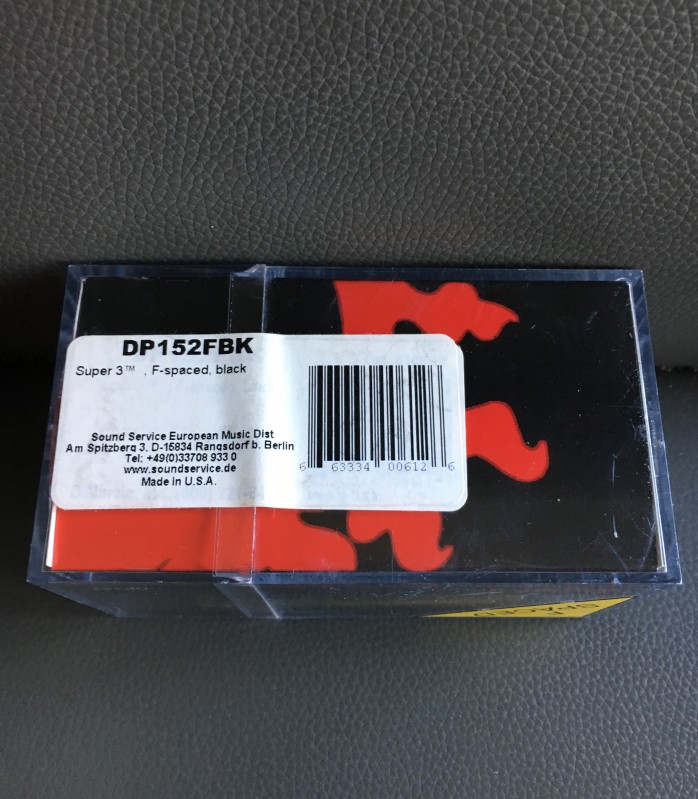 DP152FBK
Super 3™ , F-spaced, black
Sound Service European Music Dist
Am Spitzberg 3, D-15834 Rangsdorf b. Berlin
Tel: +49(0)33708 933 0
www.soundservice.de
Made in U.S.A.
6 63334 00612 6
F
SPACED